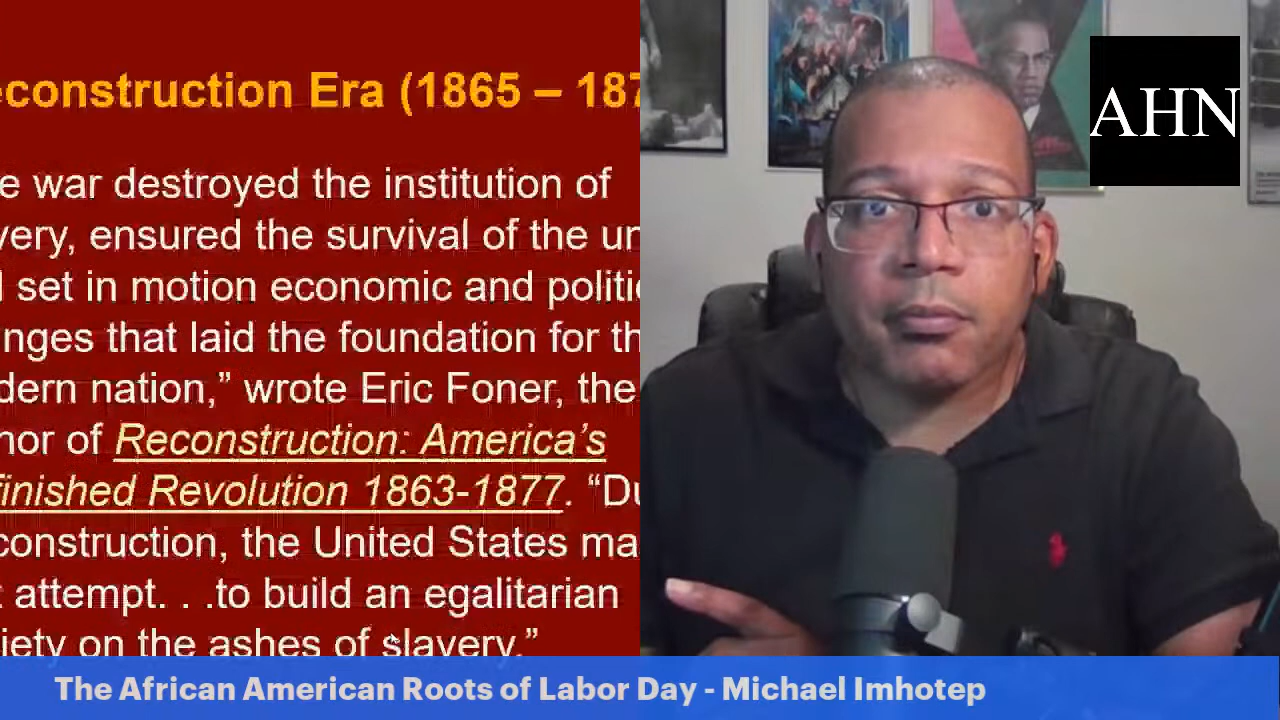 econstruction Era (1865 – 187
e war destroyed the institution of
very, ensured the survival of the un
set in motion economic and politic
nges that laid the foundation for th
dern nation,” wrote Eric Foner, the
hor of Reconstruction: America’s
finished Revolution 1863-1877. “Du
construction, the United States ma
attempt. . .to build an egalitarian
iety on the ashes of slavery.”
AHN
The African American Roots of Labor Day - Michael Imhotep